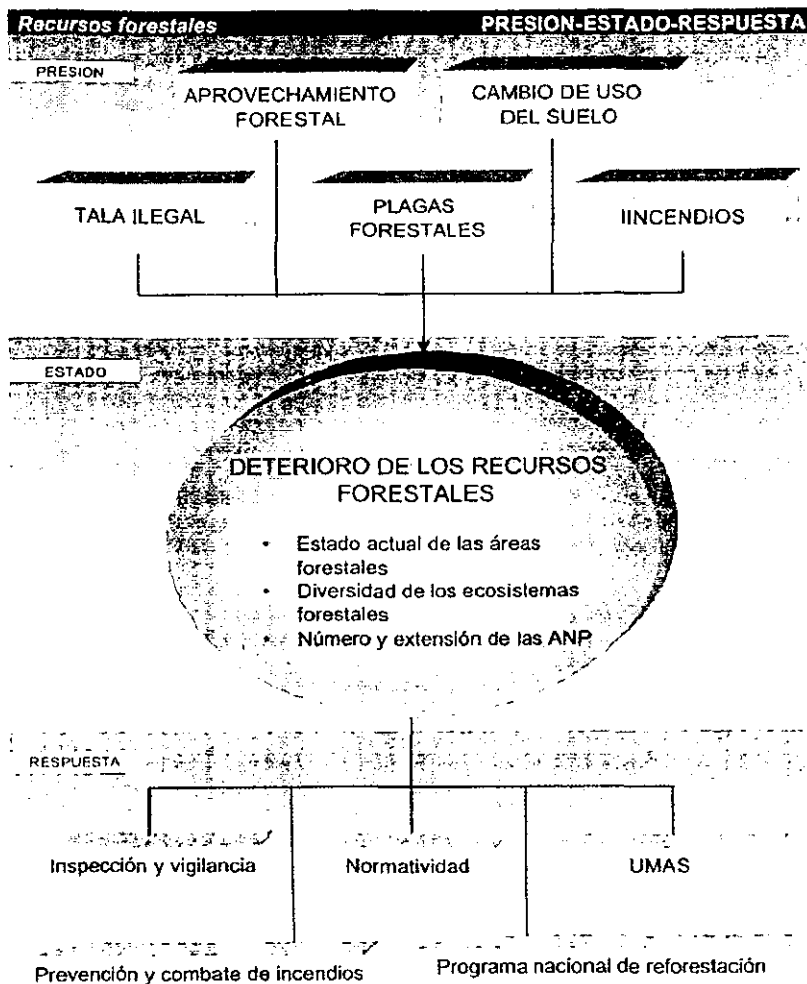 Recursos forestales PRESION-ESTADO-RESPUESTA
PRESION
APROVECHAMIENTO
FORESTAL
CAMBIO DE USO
DEL SUELO
TALA ILEGAL
PLAGAS
FORESTALES
IINCENDIOS
ESTADO
DETERIORO DE LOS RECURSOS
FORESTALES
• Estado actual de las áreas
forestales
• Diversidad de los ecosistemas
forestales
• Número y extensión de las ANP
RESPUESTA
Inspección y vigilancia
Normatividad
UMAS
Prevención y combate de incendios
Programa nacional de reforestación